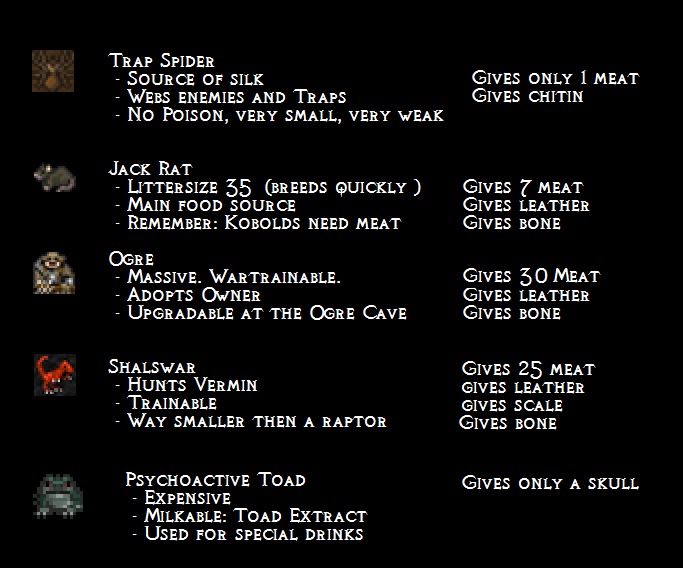 Trap Spider
- Source of silk
- Webs enemies and Traps
- No Poison, very small, very weak
Gives only 1 meat
Gives chitin
Jack Rat
- Littersize 35 (breeds quickly )
- Main food source
- Remember: Kobolds need meat
Gives 7 meat
Gives leather
Gives bone
Ogre
- Massive. Wartrainable.
- Adopts Owner
- Upgradable at the Ogre Cave
Gives 30 Meat
Gives leather
Gives bone
Shalswar
- Hunts Vermin
- Trainable
- Way smaller then a raptor
Gives 25 meat
gives leather
gives scale
Gives bone
Psychoactive Toad
- Expensive
- Milkable: Toad Extract
- Used for special drinks
Gives only a skull